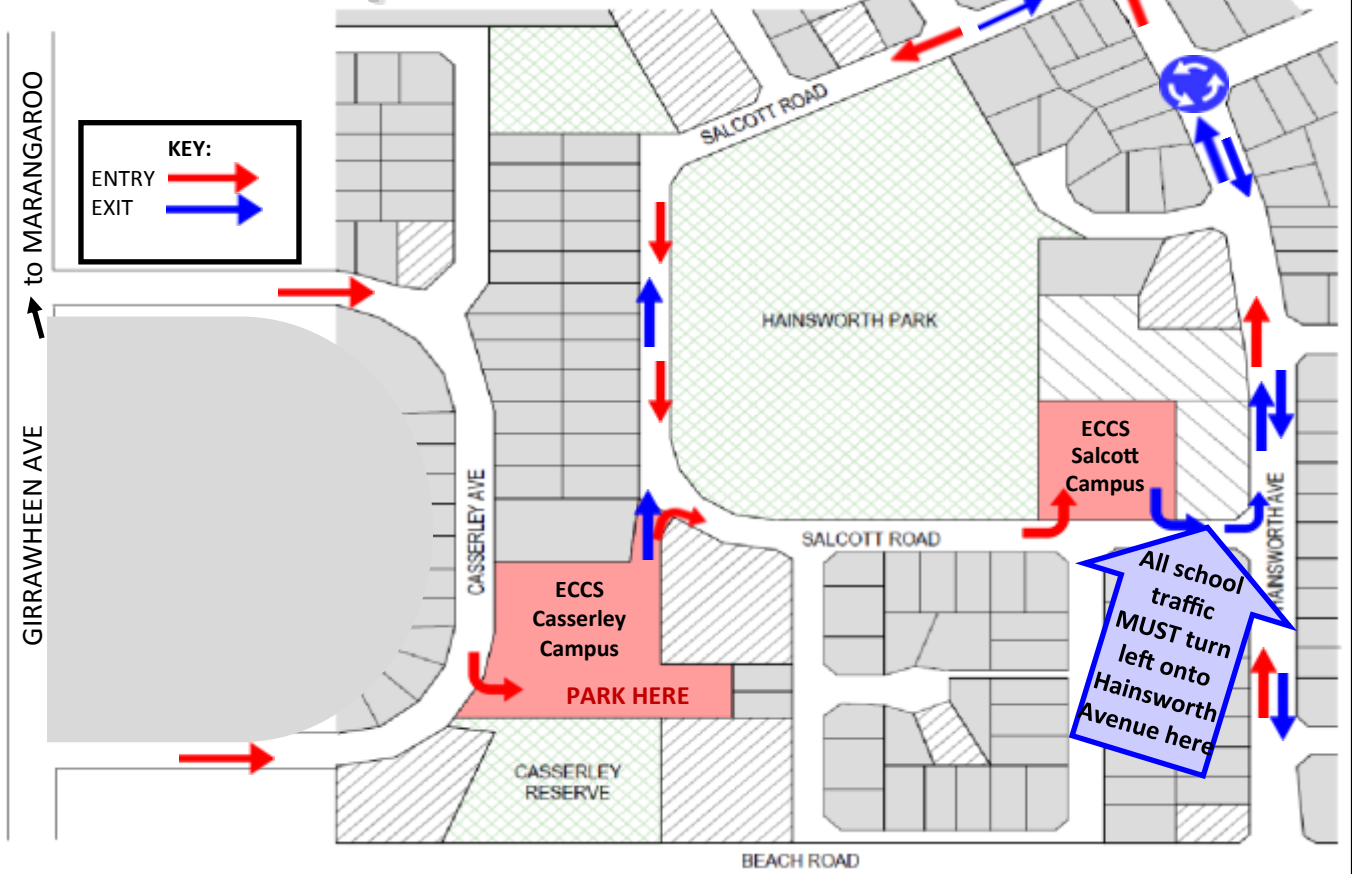 to MARANGAROO
GIRRAWHEEN AVE
KEY:
ENTRY
EXIT
SALCOTT ROAD
HAINSWORTH PARK
CASSERLEY AVE
ECCS
Salcott
Campus
HAINSWORTH AVE
SALCOTT ROAD
ECCS
Casserley
Campus
PARK HERE
All school
traffic
MUST turn
left onto
Hainsworth
Avenue here
CASSERLEY
RESERVE
BEACH ROAD